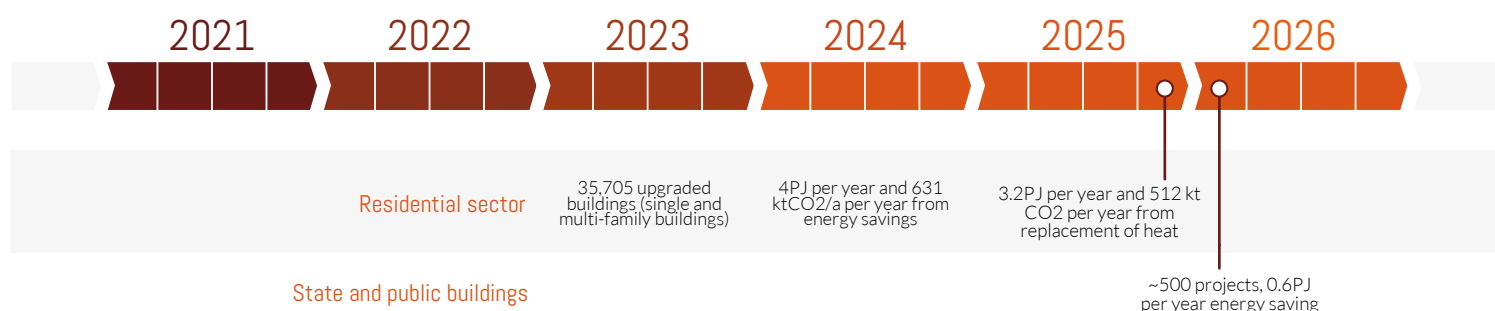 2021 2022 2023 2024 2025 2026
Residential sector
35,705 upgraded
buildings (single and
multi-family buildings)
4PJ per year and 631
ktCO2/a per year from
energy savings
3.2PJ per year and 512 kt
CO2 per year from
replacement of heat
State and public buildings
~500 projects, 0.6PJ
per year energy saving